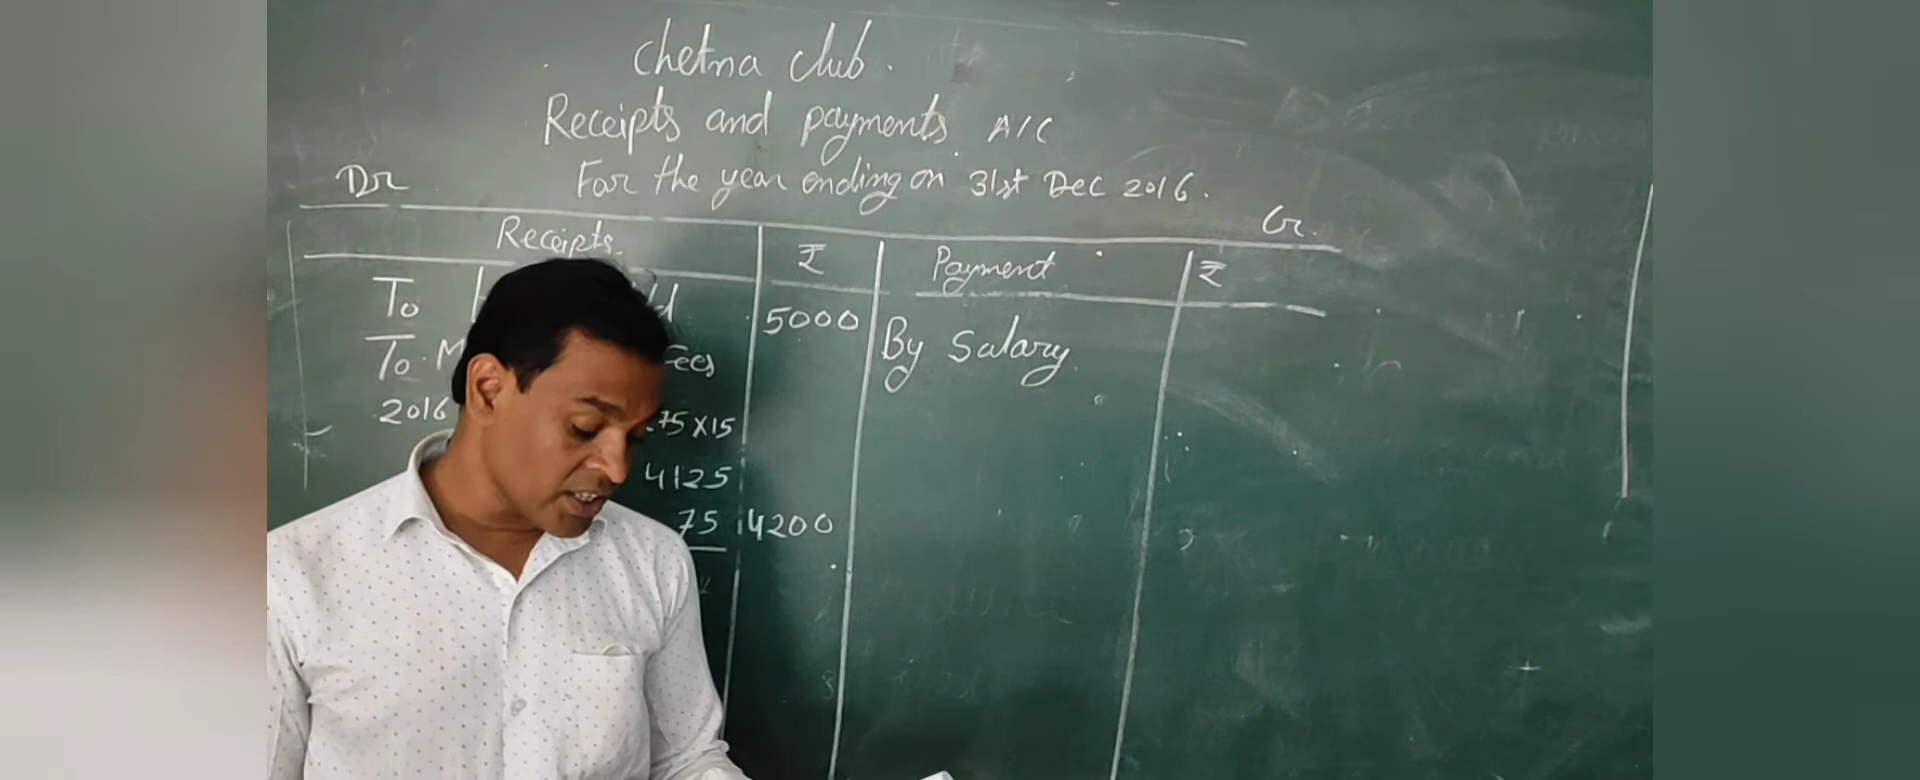 Chetna Club.
Receipts and payments A/C
For the year ending on 31st Dec 2016.
Dr
Cr.
Receipts ₹ Payment ₹
To 5000 By Salary
To Fees
2016 75 x 15
4125
75 4200